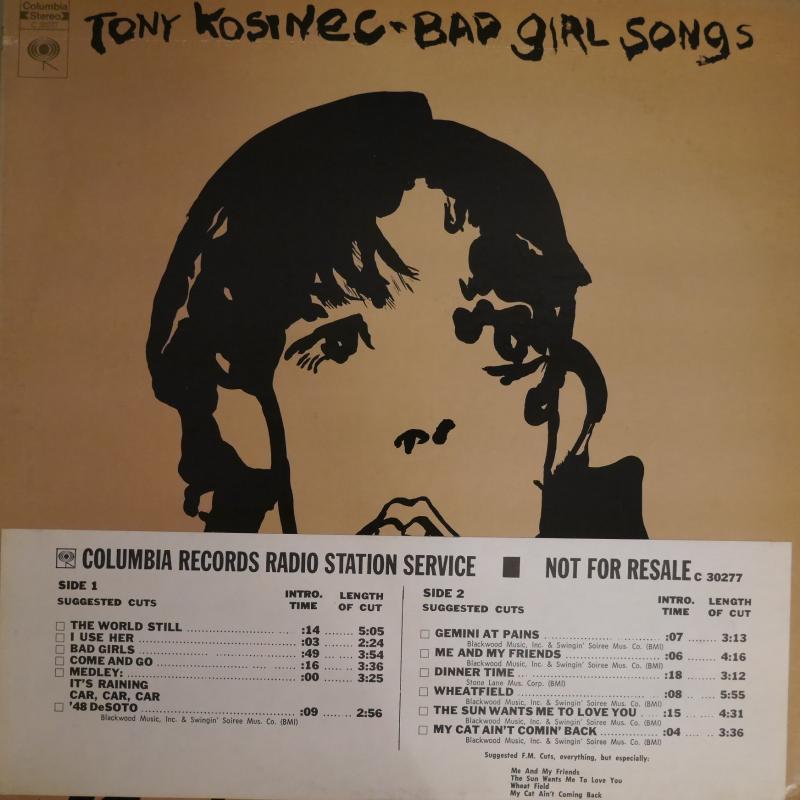 Columbia
Stereo
C 30277
TONY KOSINEC - BAD GIRL SONGS
COLUMBIA RECORDS RADIO STATION SERVICE ■ NOT FOR RESALE C 30277
SIDE 1
SUGGESTED CUTS INTRO. TIME LENGTH OF CUT
THE WORLD STILL :14 5:05
I USE HER :03 2:24
BAD GIRLS :49 3:54
COME AND GO :16 3:36
MEDLEY: :00 3:25
IT'S RAINING
CAR, CAR, CAR
'48 DeSOTO :09 2:56
Blackwood Music, Inc. & Swingin' Soiree Mus. Co. (BMI)
SIDE 2
SUGGESTED CUTS INTRO. TIME LENGTH OF CUT
GEMINI AT PAINS :07 3:13
Blackwood Music, Inc. & Swingin' Soiree Mus. Co. (BMI)
ME AND MY FRIENDS :06 4:16
Blackwood Music, Inc. & Swingin' Soiree Mus. Co. (BMI)
DINNER TIME :18 3:12
Stone Lane Mus. Corp. (BMI)
WHEATFIELD :08 5:55
Blackwood Music, Inc. & Swingin' Soiree Mus. Co. (BMI)
THE SUN WANTS ME TO LOVE YOU :15 4:31
Blackwood Music, Inc. & Swingin' Soiree Mus. Co. (BMI)
MY CAT AIN'T COMIN' BACK :04 3:36
Blackwood Music, Inc. & Swingin' Soiree Mus. Co. (BMI)
Suggested F.M. Cuts, everything, but especially:
Me And My Friends
The Sun Wants Me To Love You
Wheat Field
My Cat Ain't Coming Back